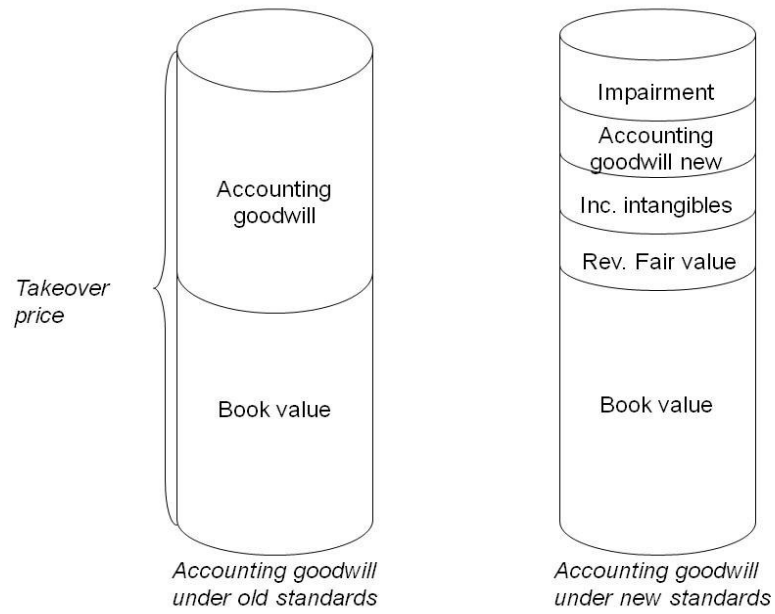 Takeover
price
Accounting
goodwill
Book value
Accounting goodwill
under old standards
Impairment
Accounting
goodwill new
Inc. intangibles
Rev. Fair value
Book value
Accounting goodwill
under new standards